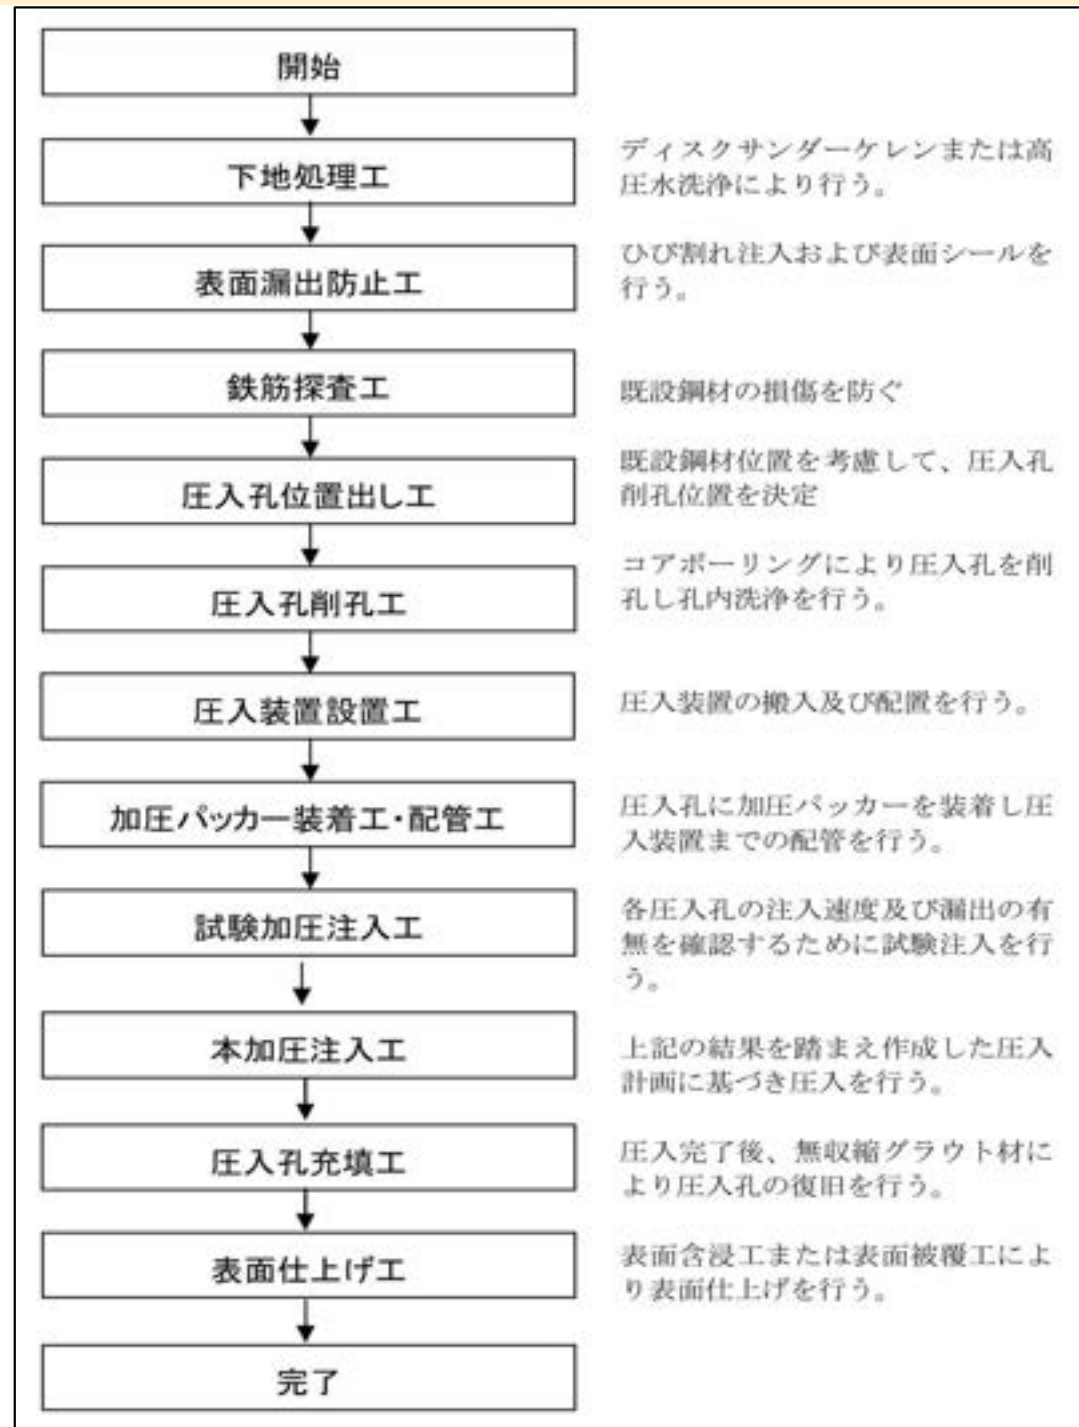 開始
下地処理工
ディスクサンダーケレンまたは高
圧水洗浄により行う。
表面漏出防止工
ひび割れ注入および表面シールを
行う。
鉄筋探査工
既設鋼材の損傷を防ぐ
圧入孔位置出し工
既設鋼材位置を考慮して、圧入孔
削孔位置を決定
圧入孔削孔工
コアボーリングにより圧入孔を削
孔し孔内洗浄を行う。
圧入装置設置工
圧入装置の搬入及び配置を行う。
加圧パッカー装着工・配管工
圧入孔に加圧パッカーを装着し圧
入装置までの配管を行う。
試験加圧注入工
各圧入孔の注入速度及び漏出の有
無を確認するために試験注入を行
う。
本加圧注入工
上記の結果を踏まえ作成した圧入
計画に基づき圧入を行う。
圧入孔充填工
圧入完了後、無収縮グラウト材に
より圧入孔の復旧を行う。
表面仕上げ工
表面含浸工または表面被覆工によ
り表面仕上げを行う。
完了